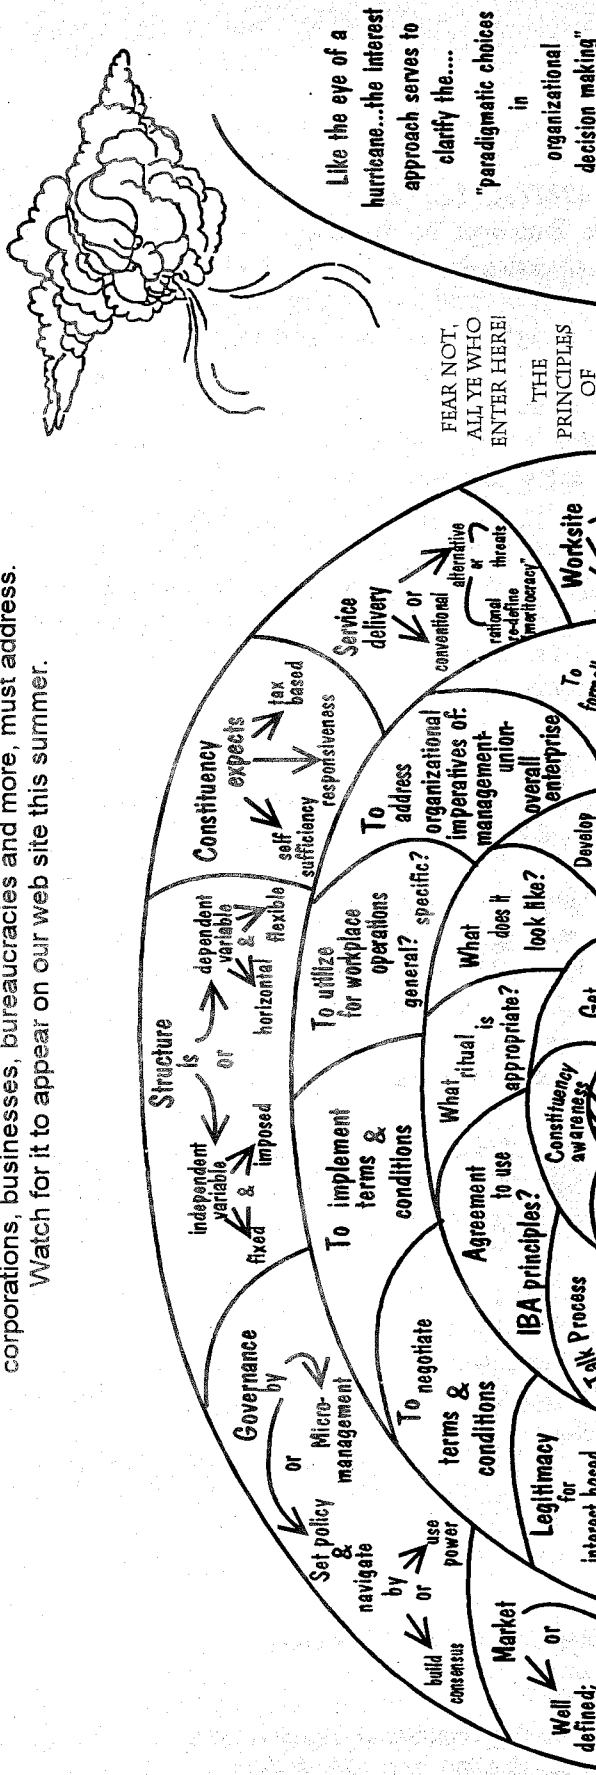 corporations, businesses, bureaucracies and more, must address.
Watch for it to appear on our web site this summer.
Like the eye of a
hurricane...the interest
approach serves to
clarify the....
"paradigmatic choices
in
organizational
decision making"
FEAR NOT,
ALL YE WHO
ENTER HERE!
THE
PRINCIPLES
OF
Structure
is
or
independent
variable
fixed
&
imposed
dependent
variable
horizontal
&
flexible
Constituency
expects
self
sufficiency
responsiveness
tax
based
Service
delivery
or
conventional
alternative
rational
or
threats
re-define
meritocracy"
Worksite
Governance
by
or
Micro-
management
Set policy
&
navigate
by
or
build
consensus
use
power
Market
or
Well
defined;
To negotiate
terms &
conditions
To implement
terms &
conditions
To utilize
for workplace
operations
general?
specific?
To
address
organizational
imperatives of:
management-
union-
overall
enterprise
To
Legitimacy
for
interest based
Agreement
to use
IBA principles?
What ritual
is
appropriate?
What
does it
look like?
Develop
Talk Process
Constituency
awareness
Get